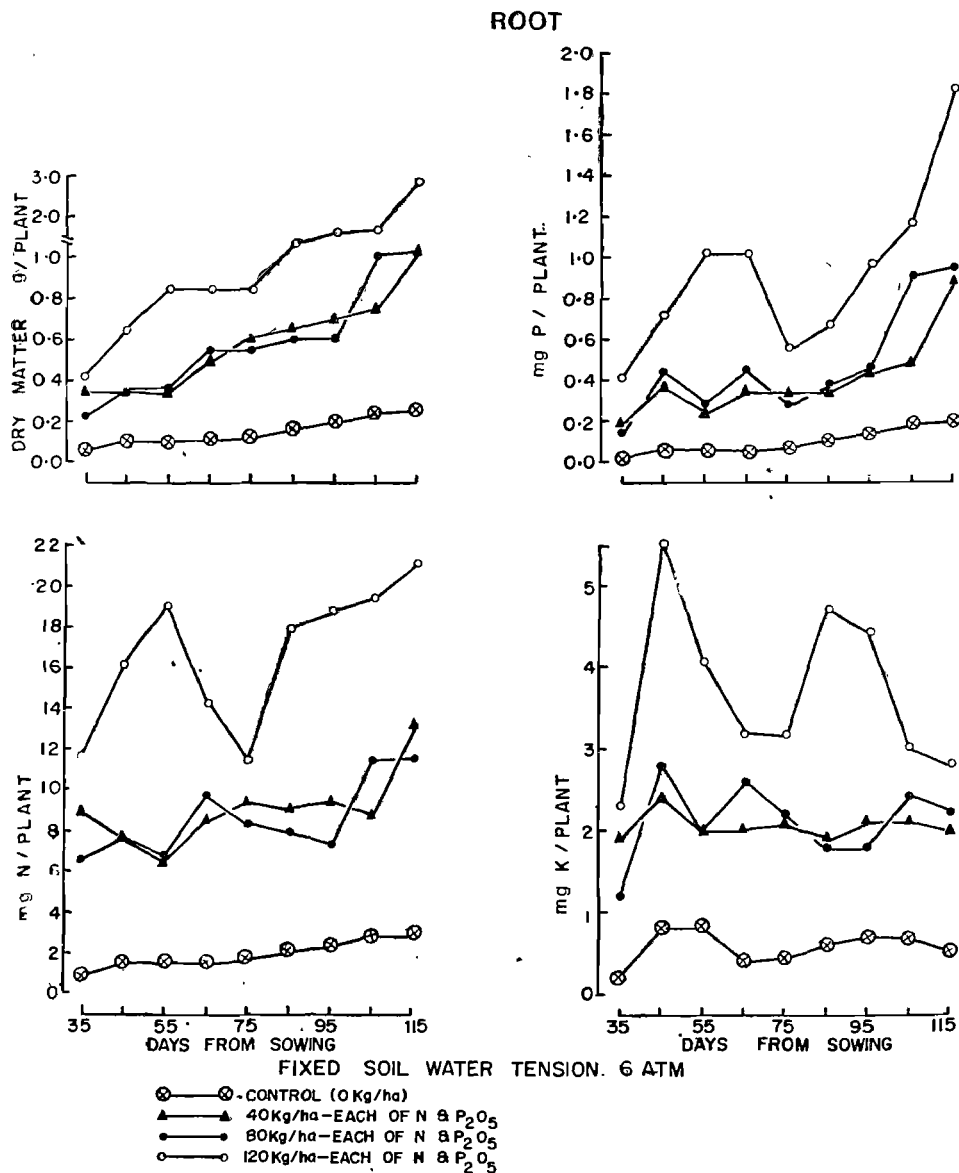 ROOT
DRY MATTER g/PLANT
3·0
2·0
1·0
0·8
0·6
0·4
0·2
0·0
mg P / PLANT
2·0
1·8
1·6
1·4
1·2
1·0
0·8
0·6
0·4
0·2
0·0
mg N/PLANT
22
20
18
16
14
12
10
8
6
4
2
0
35 55 75 95 115
DAYS FROM SOWING
mg K/PLANT
5
4
3
2
1
0
35 55 75 95 115
DAYS FROM SOWING
FIXED SOIL WATER TENSION. 6 ATM
CONTROL (0 Kg/ha)
40Kg/ha-EACH OF N & P2O5
80Kg/ha-EACH OF N & P2O5
120Kg/ha-EACH OF N & P2O5